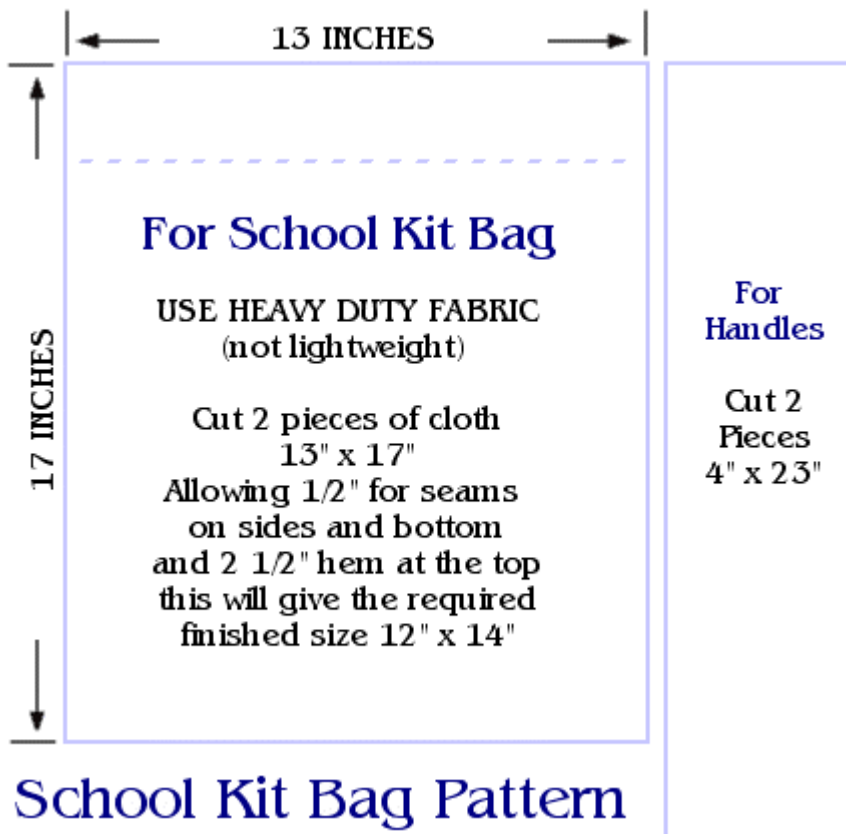 13 INCHES
17 INCHES
For School Kit Bag
USE HEAVY DUTY FABRIC
(not lightweight)
Cut 2 pieces of cloth
13" x 17"
Allowing 1/2" for seams
on sides and bottom
and 2 1/2" hem at the top
this will give the required
finished size 12" x 14"
For
Handles
Cut 2
Pieces
4" x 23"
School Kit Bag Pattern